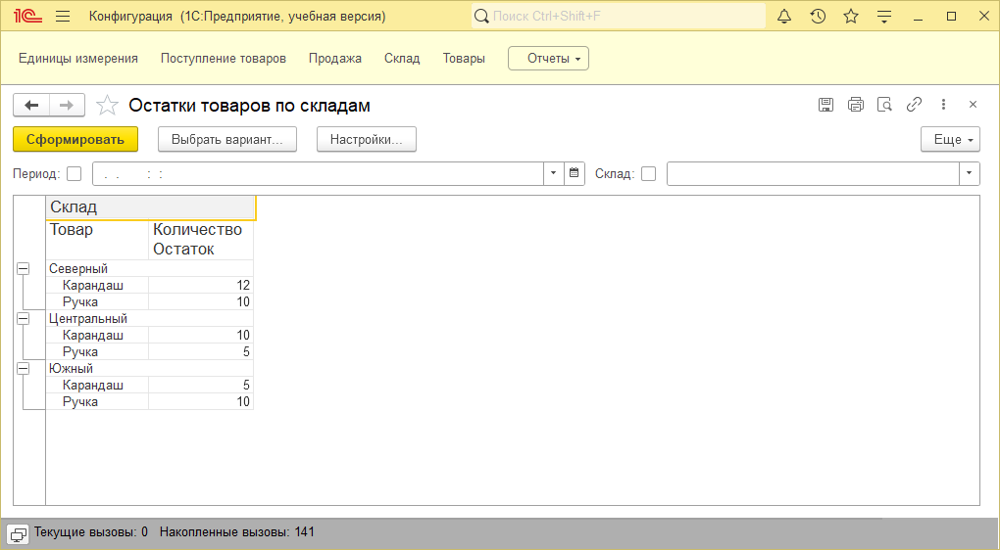 1С Конфигурация (1С:Предприятие, учебная версия) Поиск Ctrl+Shift+F
Единицы измерения Поступление товаров Продажа Склад Товары Отчеты
Остатки товаров по складам
Сформировать Выбрать вариант... Настройки... Еще
Период: . . : : Склад:
Склад
Товар Количество
Остаток
Северный
Карандаш 12
Ручка 10
Центральный
Карандаш 10
Ручка 5
Южный
Карандаш 5
Ручка 10
Текущие вызовы: 0 Накопленные вызовы: 141